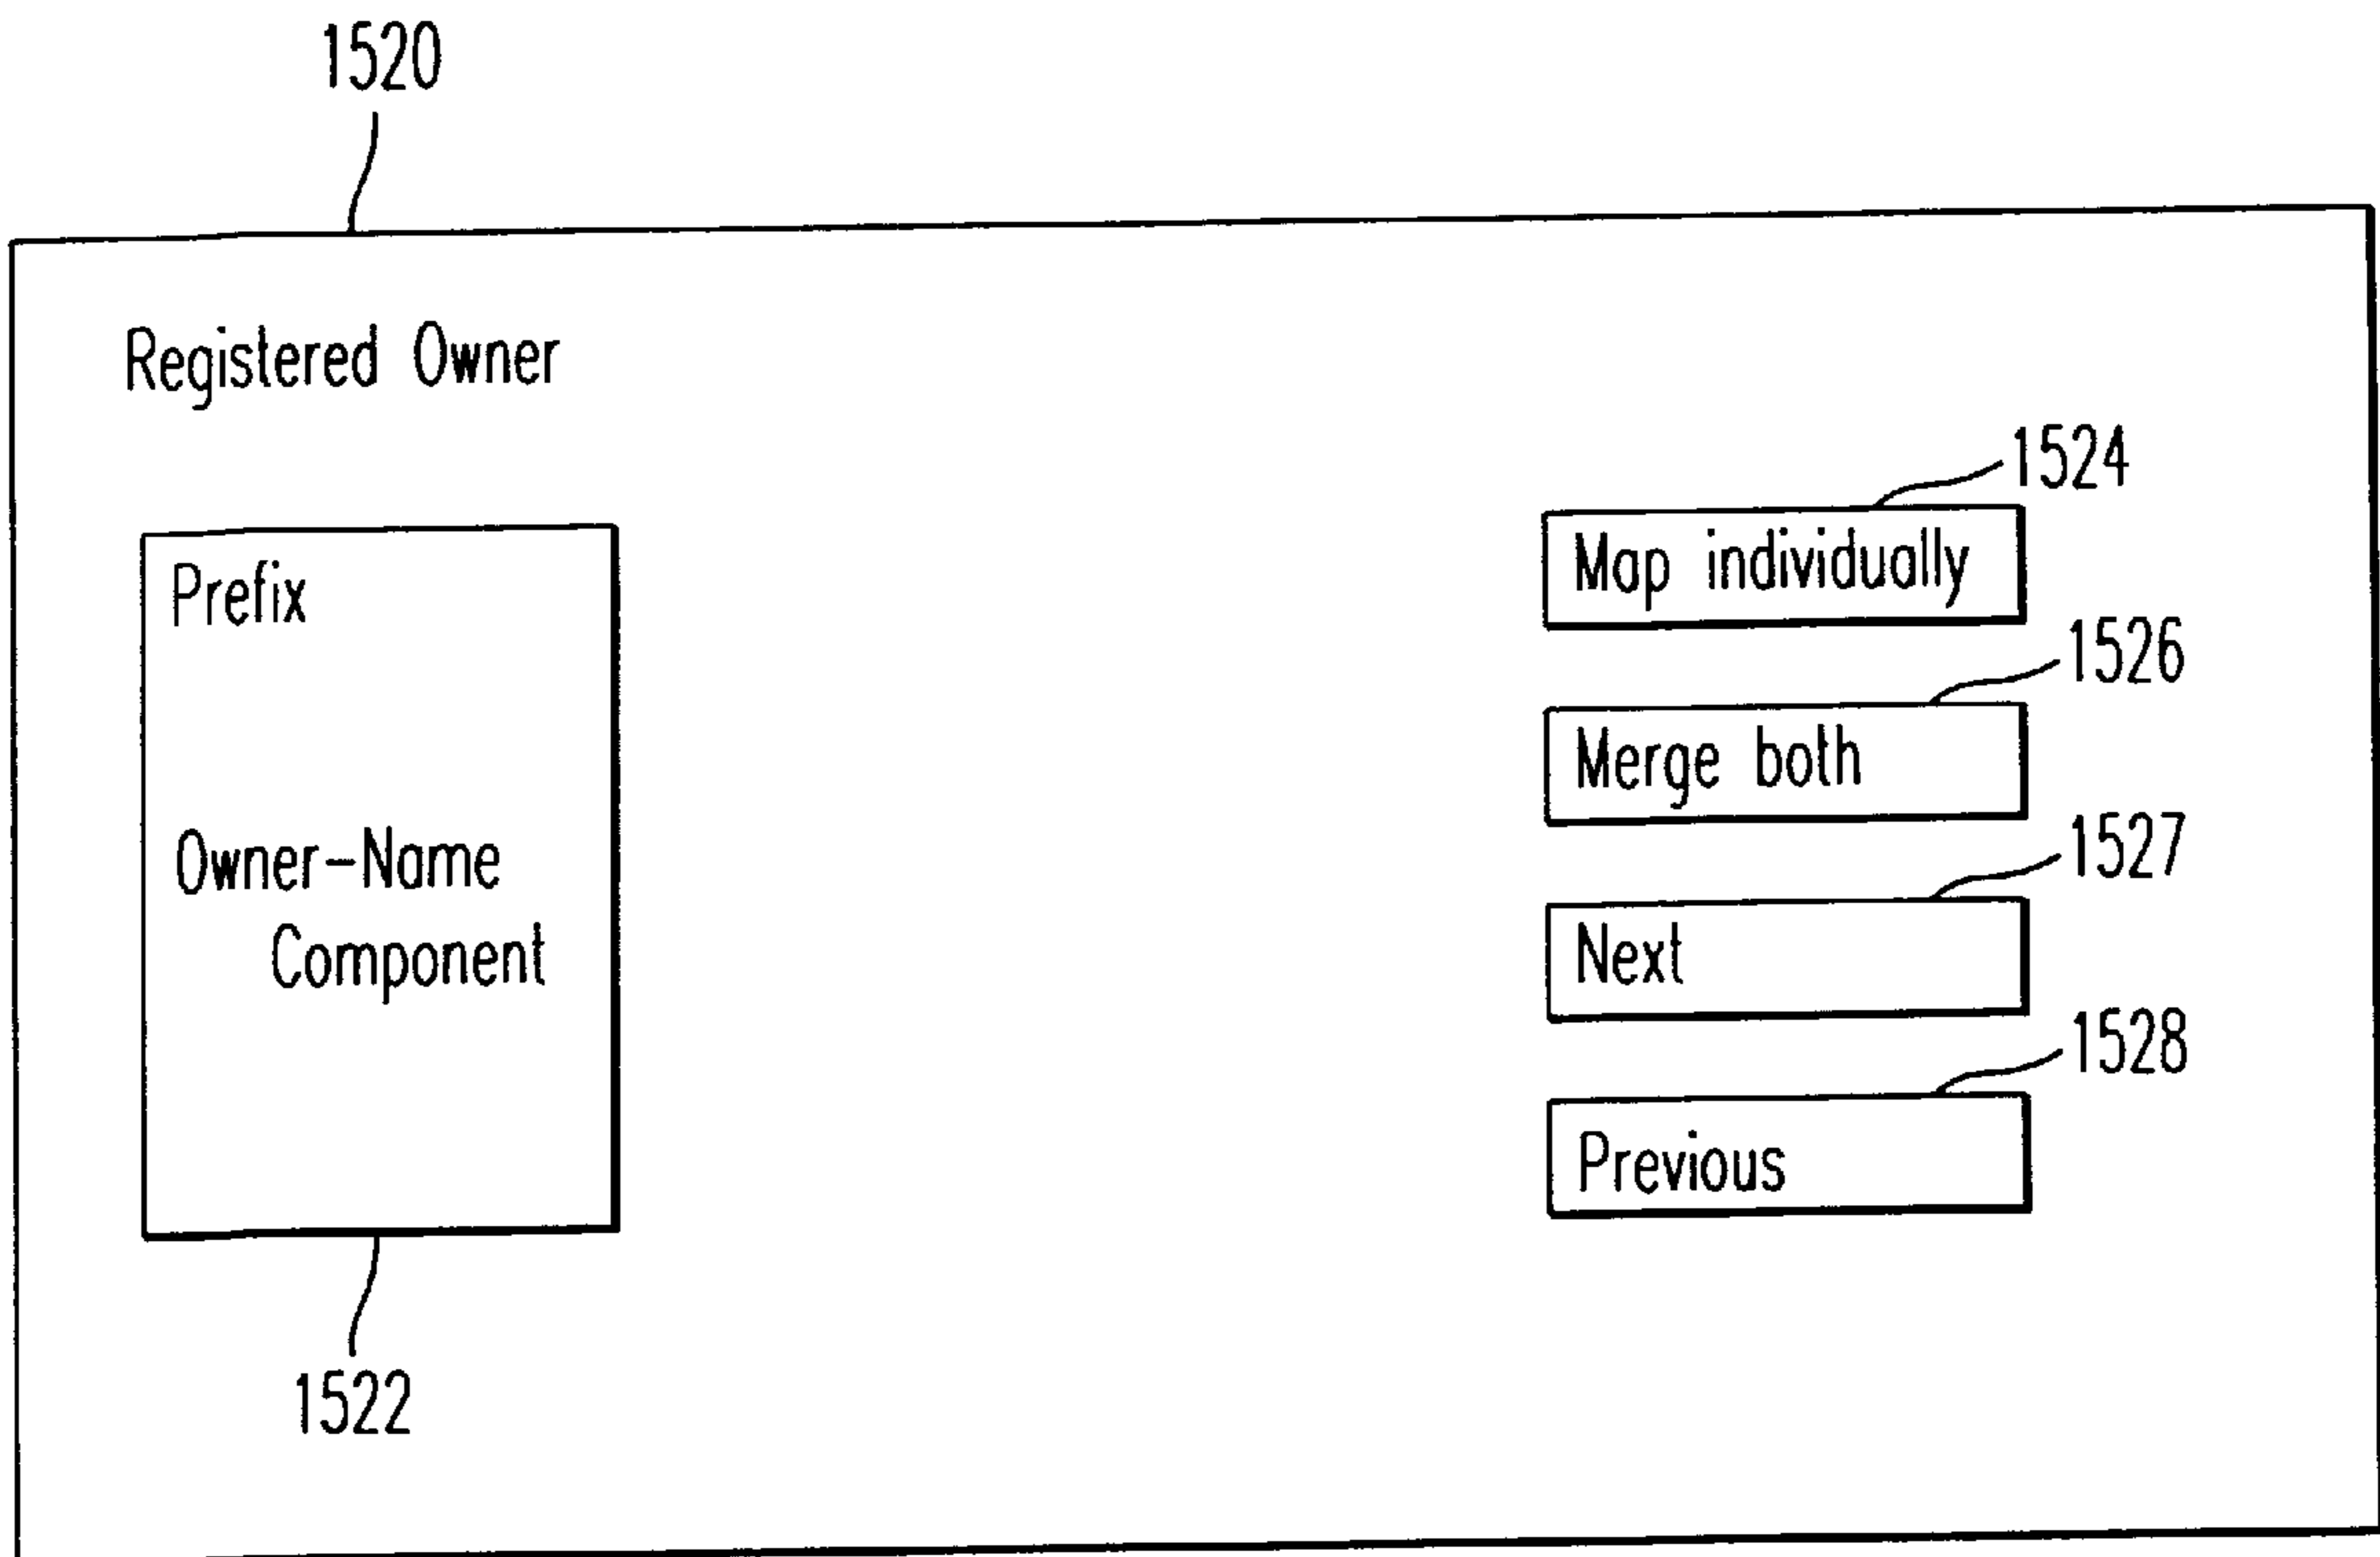 1520
Registered Owner
1524
Map individually
Prefix
1526
Merge both
1527
Owner-Name
Component
Next
1528
Previous
1522